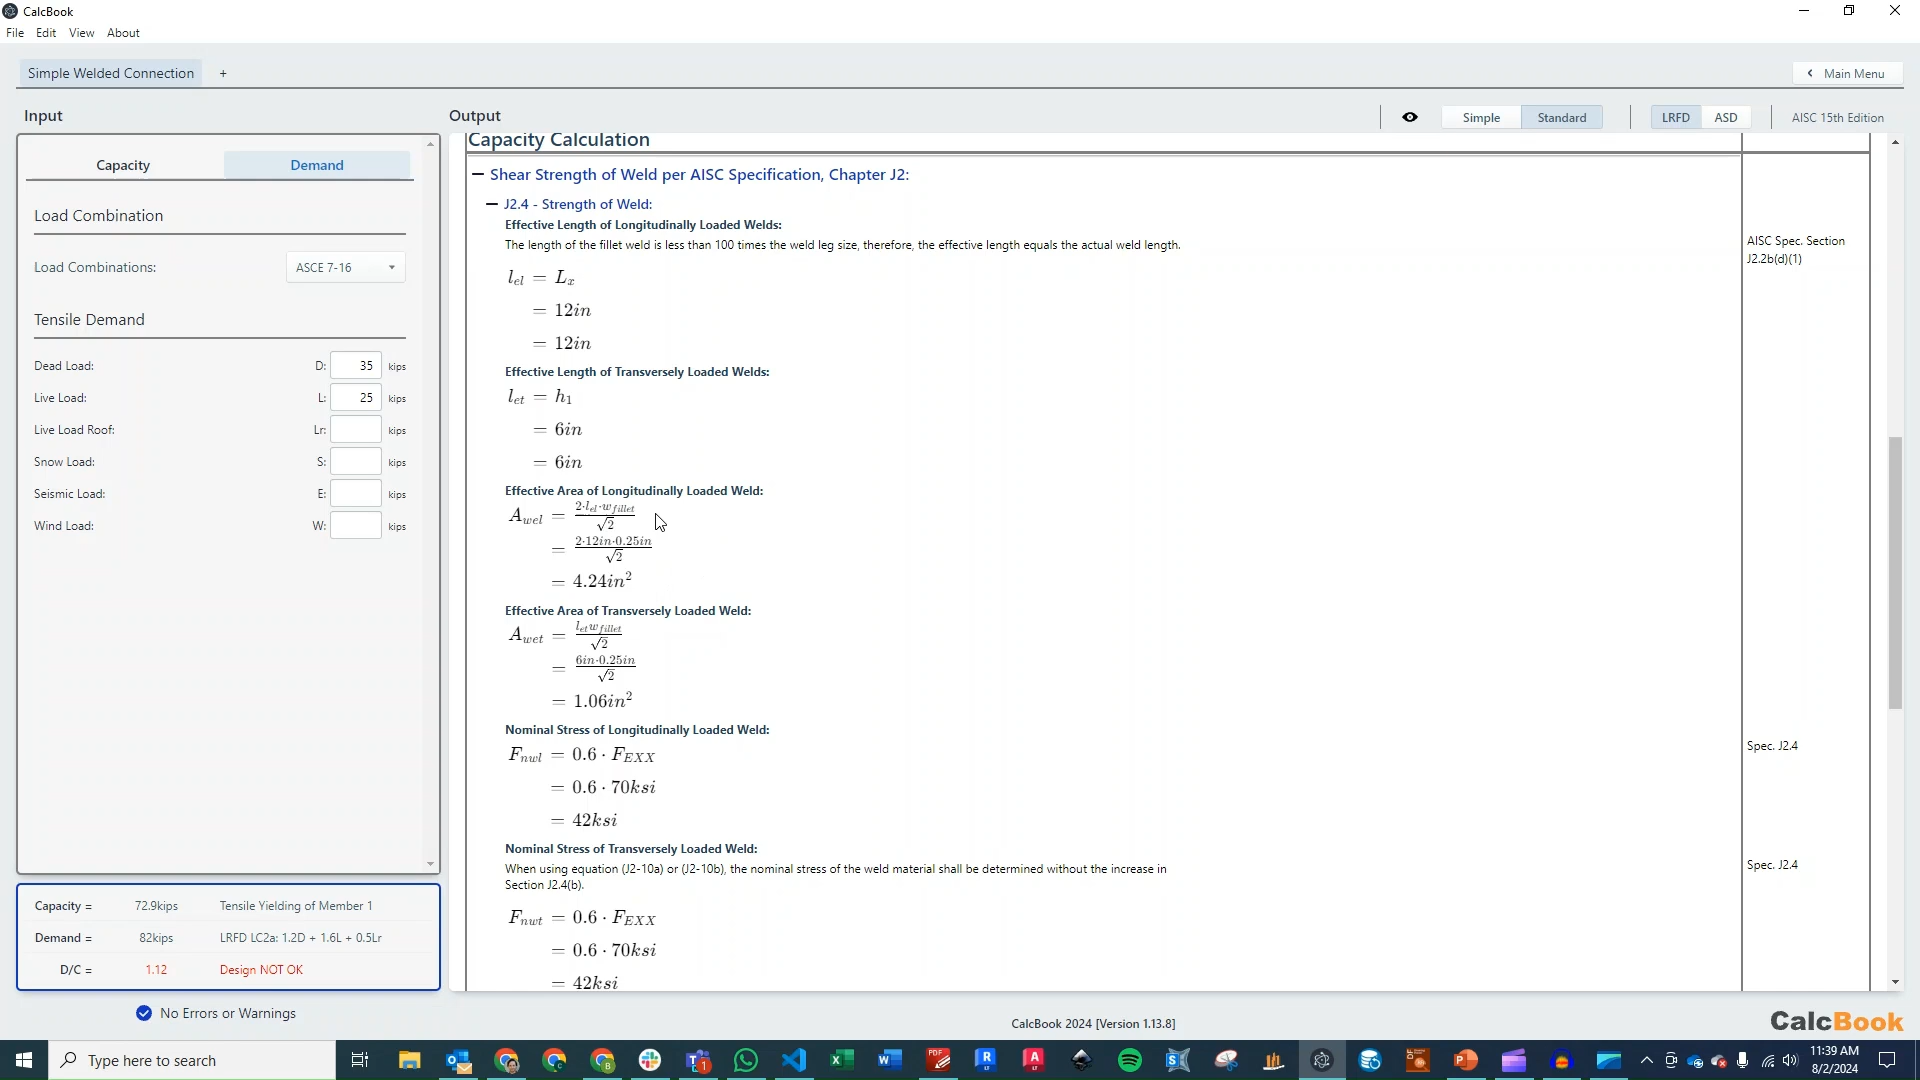 CalcBook
File Edit View About
Simple Welded Connection +
Main Menu
Input
Output
Simple Standard LRFD ASD AISC 15th Edition
Capacity Demand
Load Combination
Load Combinations: ASCE 7-16
Tensile Demand
Dead Load: D: 35 kips
Live Load: L: 25 kips
Live Load Roof: Lr: kips
Snow Load: S: kips
Seismic Load: E: kips
Wind Load: W: kips
Capacity = 72.9kips Tensile Yielding of Member 1
Demand = 82kips LRFD LC2a: 1.2D + 1.6L + 0.5Lr
D/C = 1.12 Design NOT OK
No Errors or Warnings
Capacity Calculation
Shear Strength of Weld per AISC Specification, Chapter J2:
J2.4 - Strength of Weld:
Effective Length of Longitudinally Loaded Welds:
The length of the fillet weld is less than 100 times the weld leg size, therefore, the effective length equals the actual weld length.
AISC Spec. Section
J2.2b(d)(1)
l_el = L_x
= 12in
= 12in
Effective Length of Transversely Loaded Welds:
l_et = h_1
= 6in
= 6in
Effective Area of Longitudinally Loaded Weld:
A_wel = 2·l_el·w_fillet / √2
= 2·12in·0.25in / √2
= 4.24in²
Effective Area of Transversely Loaded Weld:
A_wet = l_et w_fillet / √2
= 6in·0.25in / √2
= 1.06in²
Nominal Stress of Longitudinally Loaded Weld:
Spec. J2.4
F_nwl = 0.6 · F_EXX
= 0.6 · 70ksi
= 42ksi
Nominal Stress of Transversely Loaded Weld:
When using equation (J2-10a) or (J2-10b), the nominal stress of the weld material shall be determined without the increase in
Section J2.4(b).
Spec. J2.4
F_nwt = 0.6 · F_EXX
= 0.6 · 70ksi
= 42ksi
CalcBook 2024 [Version 1.13.8]
CalcBook
Type here to search
11:39 AM
8/2/2024